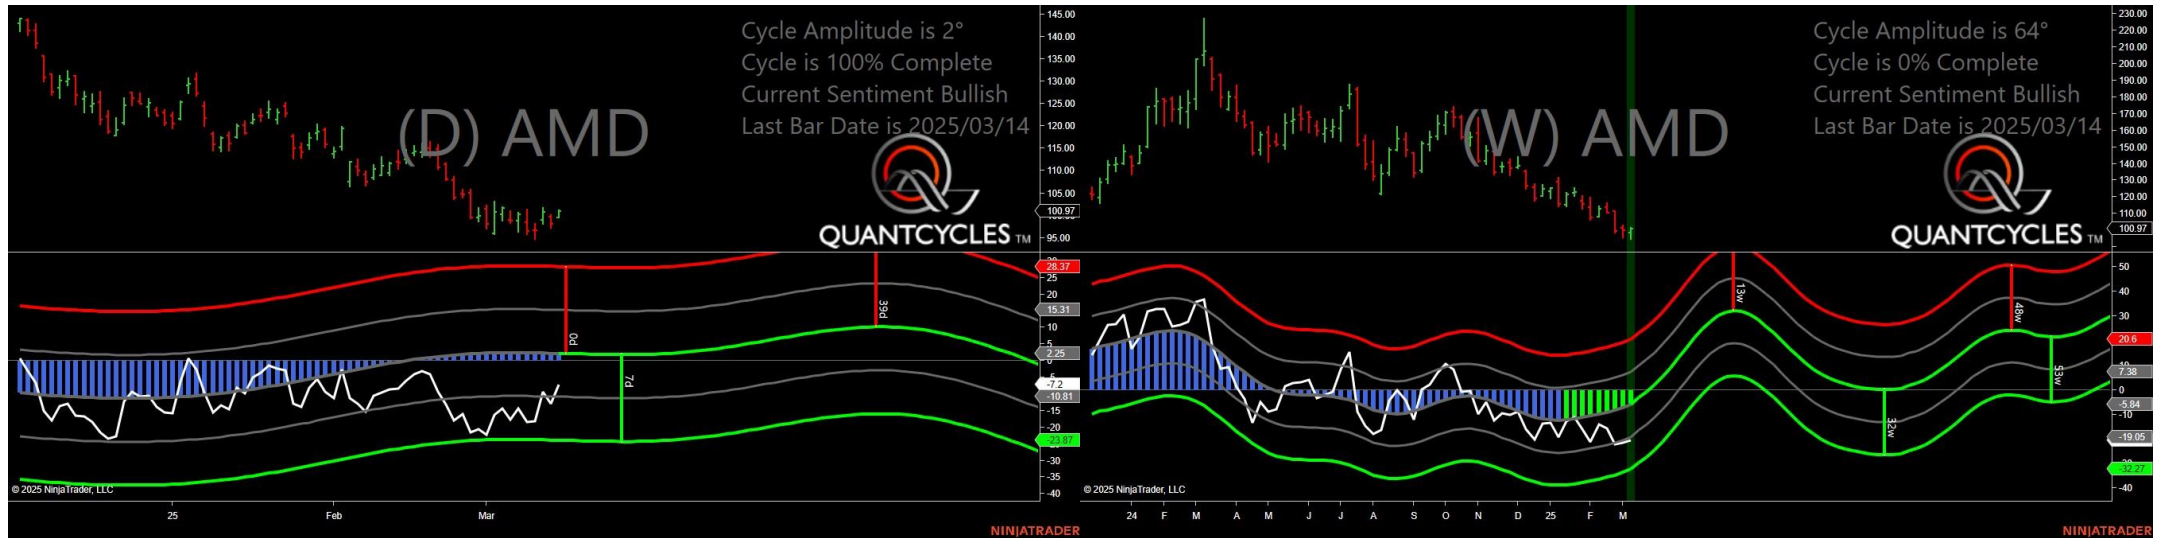 Cycle Amplitude is 2°
Cycle is 100% Complete
Current Sentiment Bullish
Last Bar Date is 2025/03/14
(D) AMD
QUANTCYCLES TM
145.00
140.00
135.00
130.00
125.00
120.00
115.00
110.00
105.00
100.97
95.00
28.37
25
20
15.31
10
2.25
-7.2
-10.81
-15
-20
-23.87
-30
-35
-40
0d
7d
39d
© 2025 NinjaTrader, LLC
25
Feb
Mar
NINJATRADER
Cycle Amplitude is 64°
Cycle is 0% Complete
Current Sentiment Bullish
Last Bar Date is 2025/03/14
(W) AMD
QUANTCYCLES TM
230.00
220.00
210.00
200.00
190.00
180.00
170.00
160.00
150.00
140.00
130.00
120.00
110.00
100.97
50
40
30
20.6
10
7.38
0
-5.84
-10
-19.05
-32.27
-40
13w
32w
48w
53w
© 2025 NinjaTrader, LLC
24
F
M
A
M
J
J
A
S
O
N
D
25
F
M
NINJATRADER